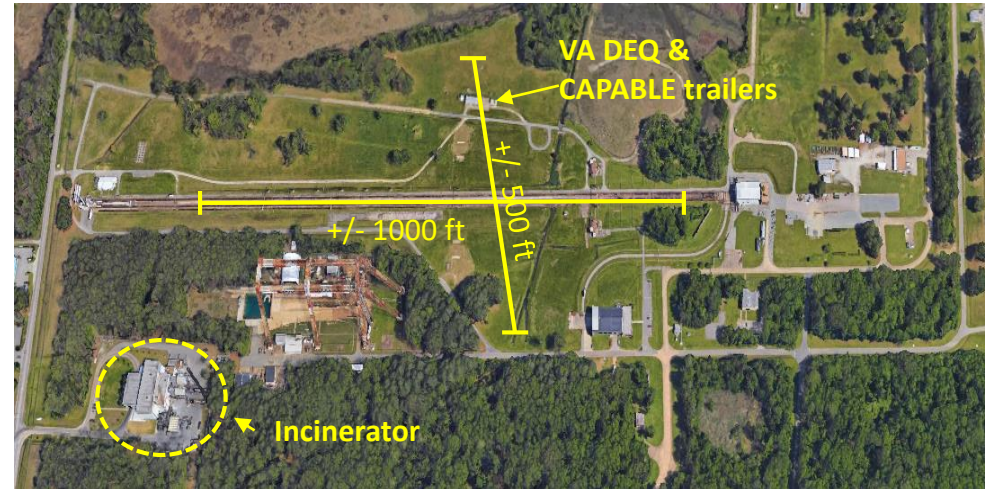 VA DEQ &
CAPABLE trailers
+/- 500 ft
+/- 1000 ft
Incinerator